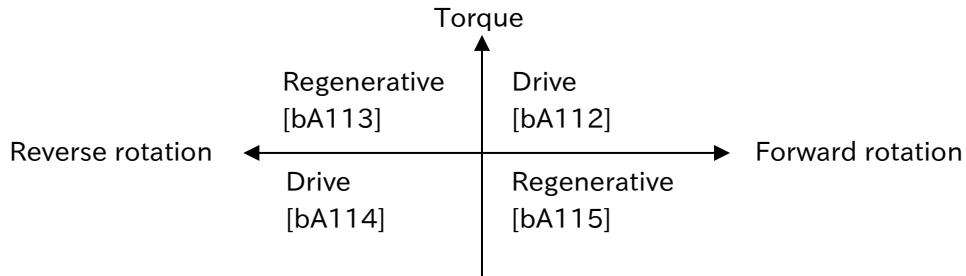 Torque
Regenerative
[bA113]
Drive
[bA112]
Reverse rotation
Forward rotation
Drive
[bA114]
Regenerative
[bA115]